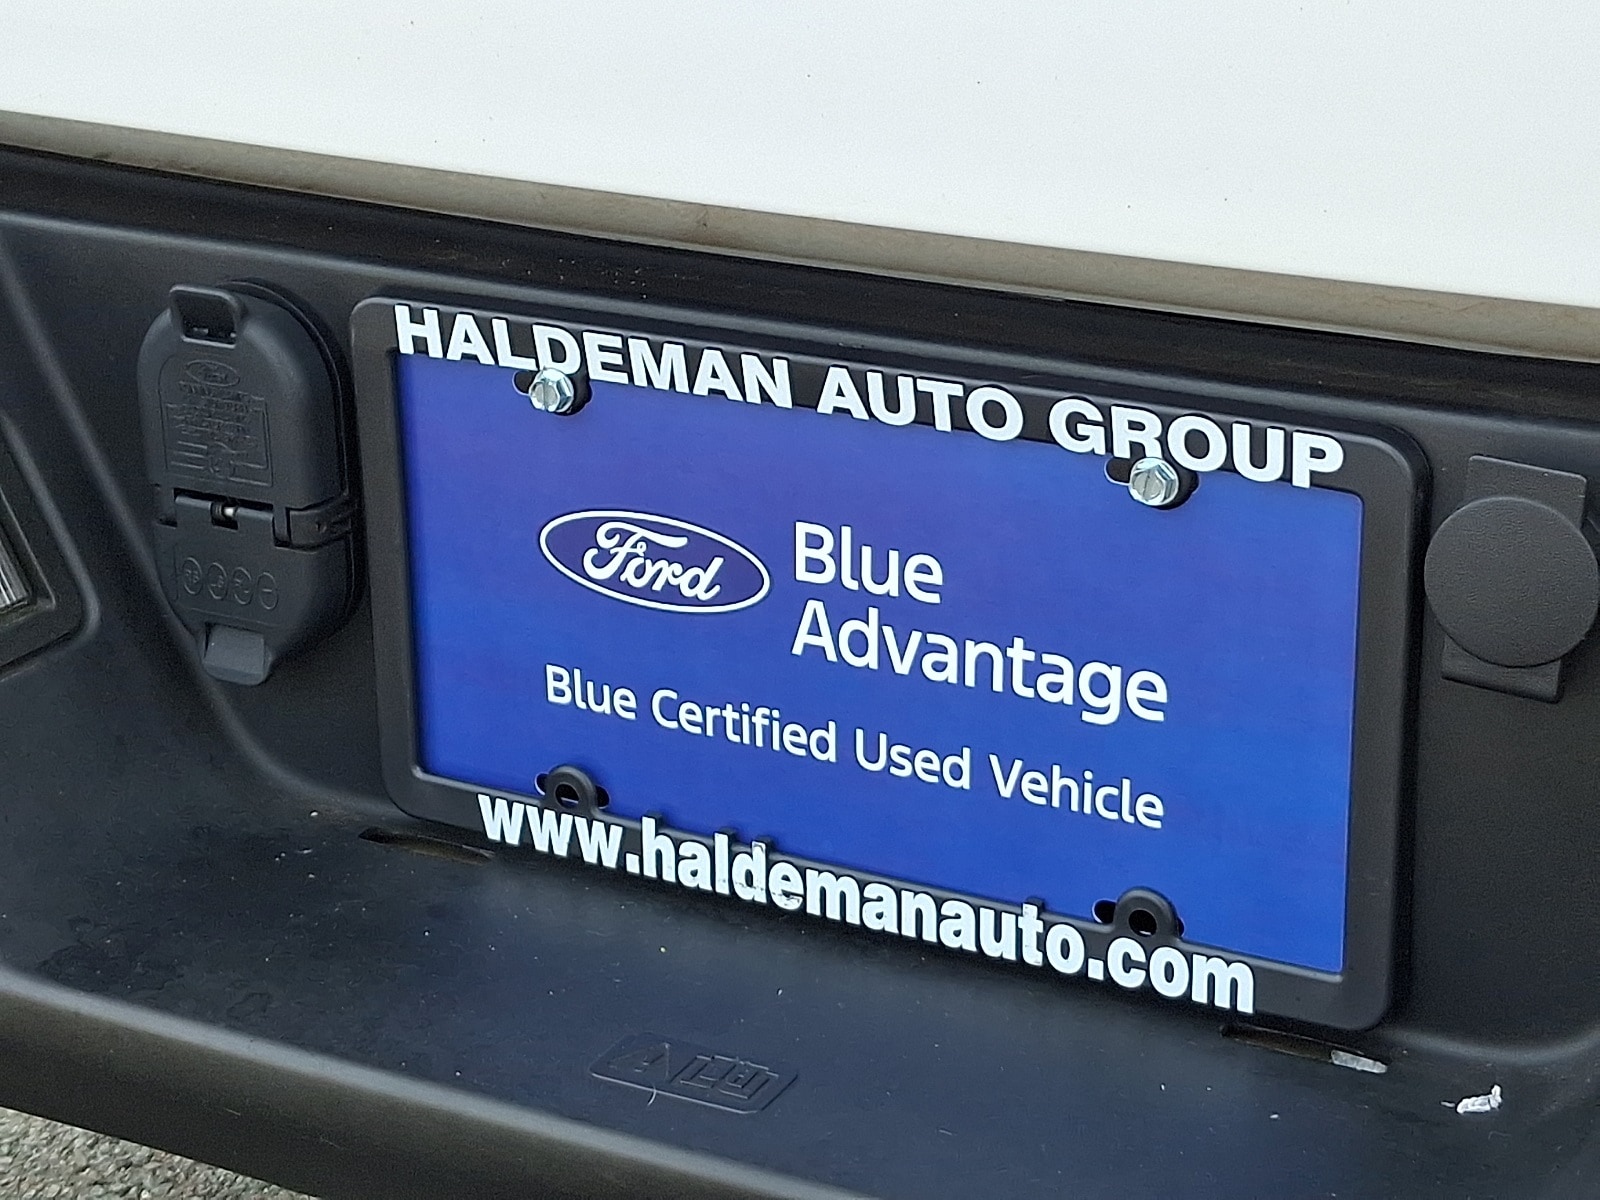 HALDEMAN AUTO GROUP
Ford
Blue
Advantage
Blue Certified Used Vehicle
www.haldemanauto.com